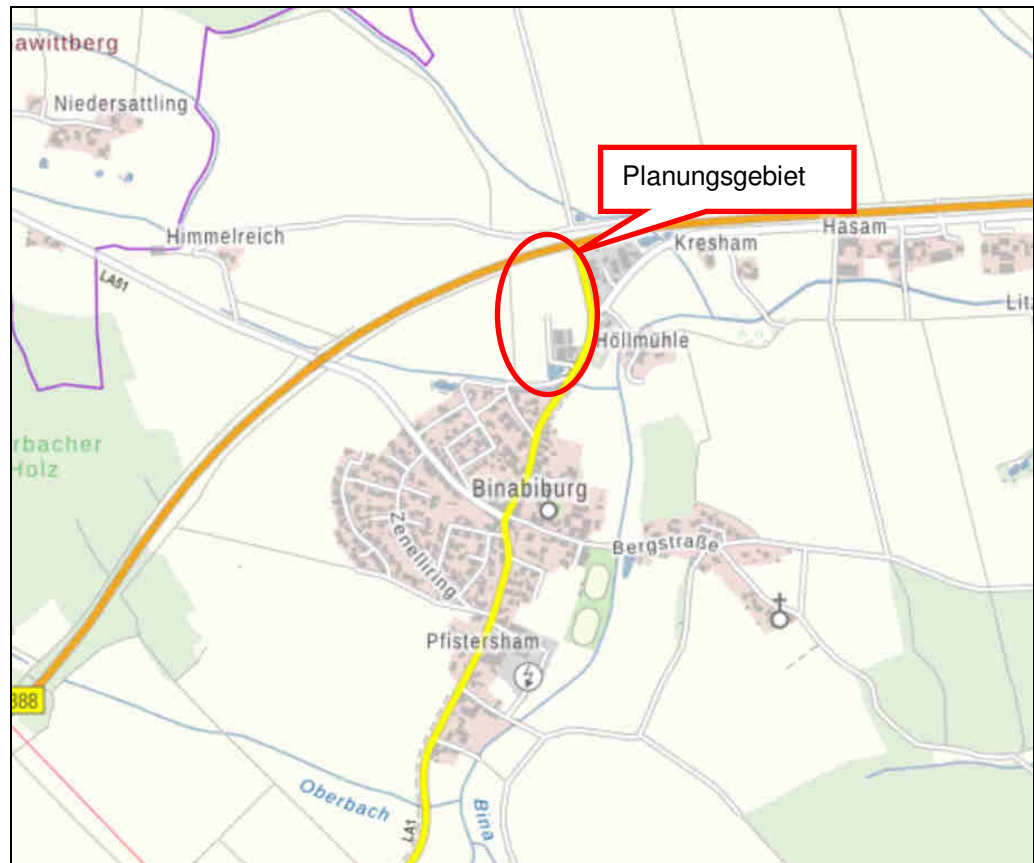 awittberg
Niedersattling
Planungsgebiet
Himmelreich
Kresham
Hasam
LA51
Lit
Höllmühle
rbacher
Holz
Binabiburg
Zenelliring
Bergstraße
Pfistersham
388
Oberbach
Bina
LA1